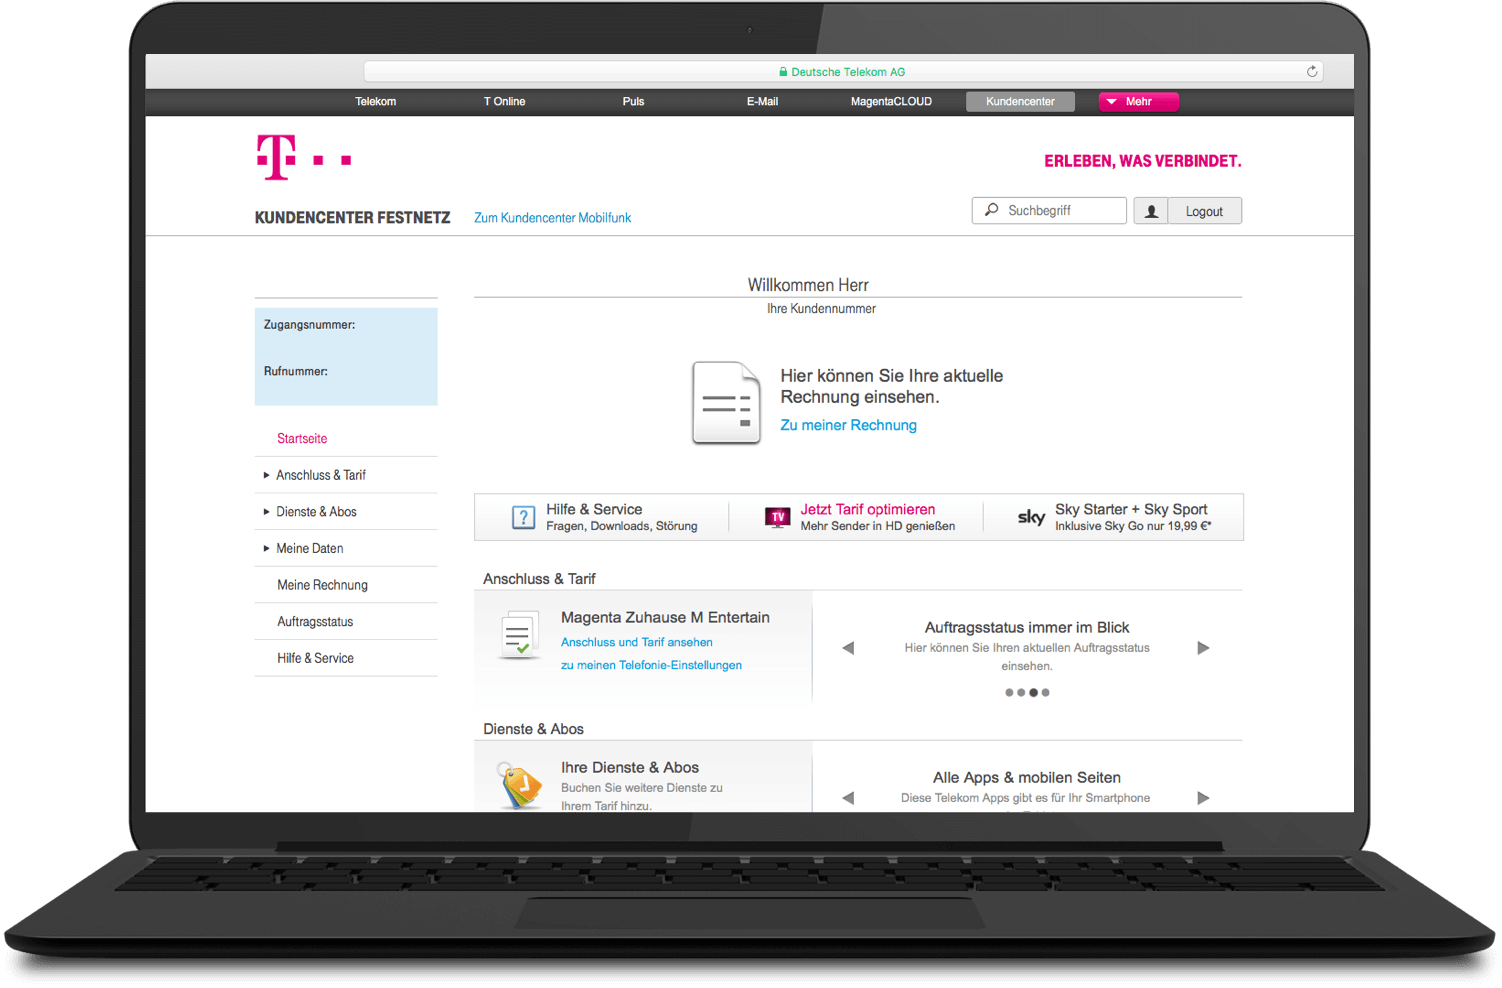 Deutsche Telekom AG
Telekom
T Online
Puls
E-Mail
MagentaCLOUD
Kundencenter
Mehr
T
ERLEBEN, WAS VERBINDET.
KUNDENCENTER FESTNETZ
Zum Kundencenter Mobilfunk
Suchbegriff
Logout
Willkommen Herr
Ihre Kundennummer
Zugangsnummer:
Rufnummer:
Startseite
Anschluss & Tarif
Dienste & Abos
Meine Daten
Meine Rechnung
Auftragsstatus
Hilfe & Service
Hier können Sie Ihre aktuelle
Rechnung einsehen.
Zu meiner Rechnung
?
Hilfe & Service
Fragen, Downloads, Störung
TV
Jetzt Tarif optimieren
Mehr Sender in HD genießen
sky
Sky Starter + Sky Sport
Inklusive Sky Go nur 19,99 €*
Anschluss & Tarif
Magenta Zuhause M Entertain
Anschluss und Tarif ansehen
zu meinen Telefonie-Einstellungen
Auftragsstatus immer im Blick
Hier können Sie Ihren aktuellen Auftragsstatus
einsehen.
Dienste & Abos
Ihre Dienste & Abos
Buchen Sie weitere Dienste zu
Ihrem Tarif hinzu.
Alle Apps & mobilen Seiten
Diese Telekom Apps gibt es für Ihr Smartphone